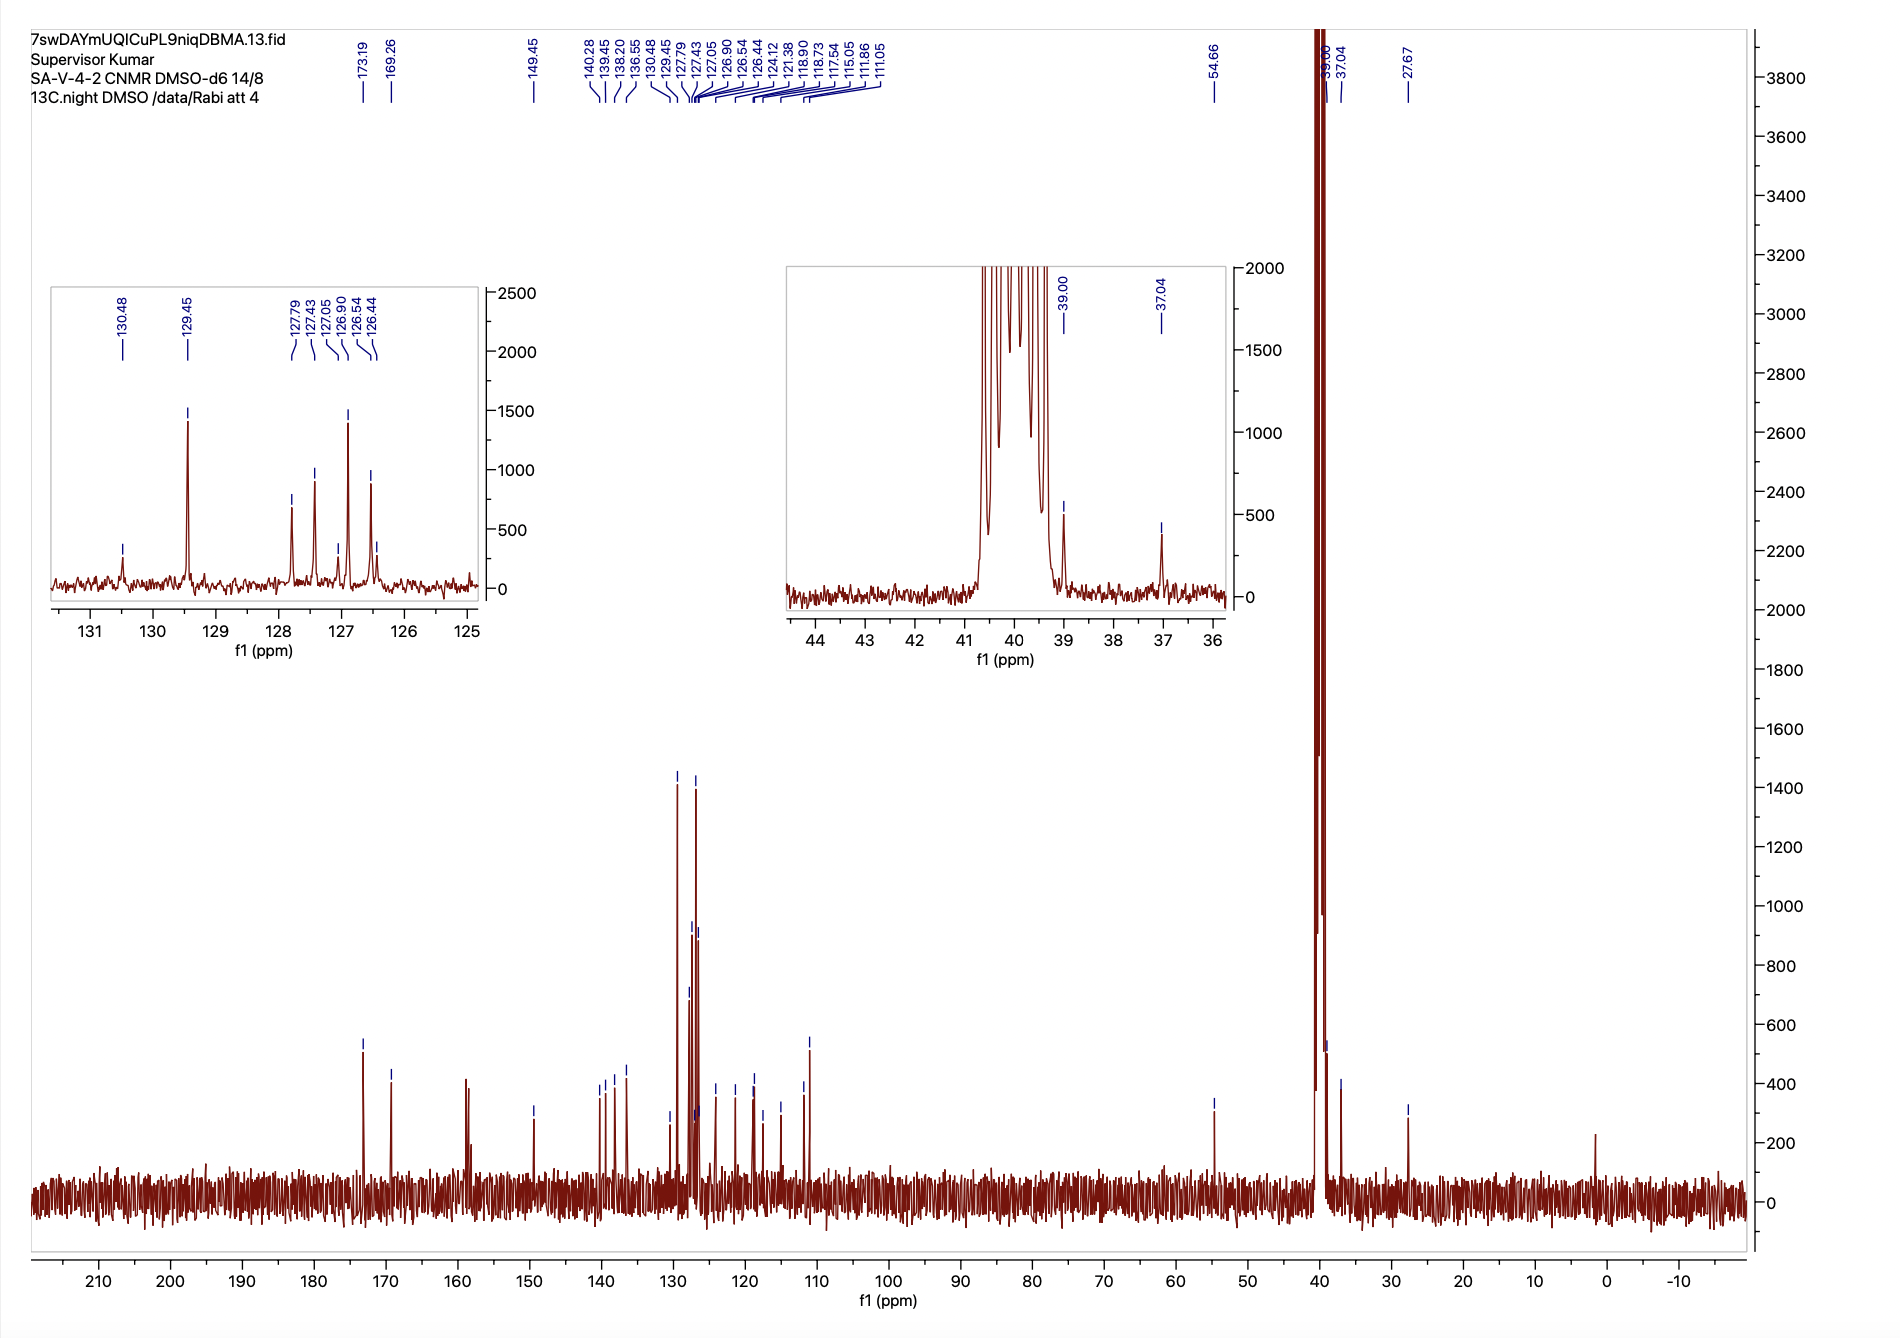 7swDAYmUQICuPL9niqDBMA.13.fid
Supervisor Kumar
SA-V-4-2 CNMR DMSO-d6 14/8
13C.night DMSO /data/Rabi att 4
173.19 169.26 149.45 140.28 139.45 138.20 136.55 130.48 129.45 127.79 127.43 127.05 126.90 126.54 126.44 124.12 121.38 118.90 118.73 117.54 115.05 111.86 111.05 54.66 39.00 37.04 27.67
130.48 129.45 127.79 127.43 127.05 126.90 126.54 126.44
2500
2000
1500
1000
500
0
131 130 129 128 127 126 125
f1 (ppm)
39.00 37.04
2000
1500
1000
500
0
44 43 42 41 40 39 38 37 36
f1 (ppm)
3800
3600
3400
3200
3000
2800
2600
2400
2200
2000
1800
1600
1400
1200
1000
800
600
400
200
0
210 200 190 180 170 160 150 140 130 120 110 100 90 80 70 60 50 40 30 20 10 0 -10
f1 (ppm)